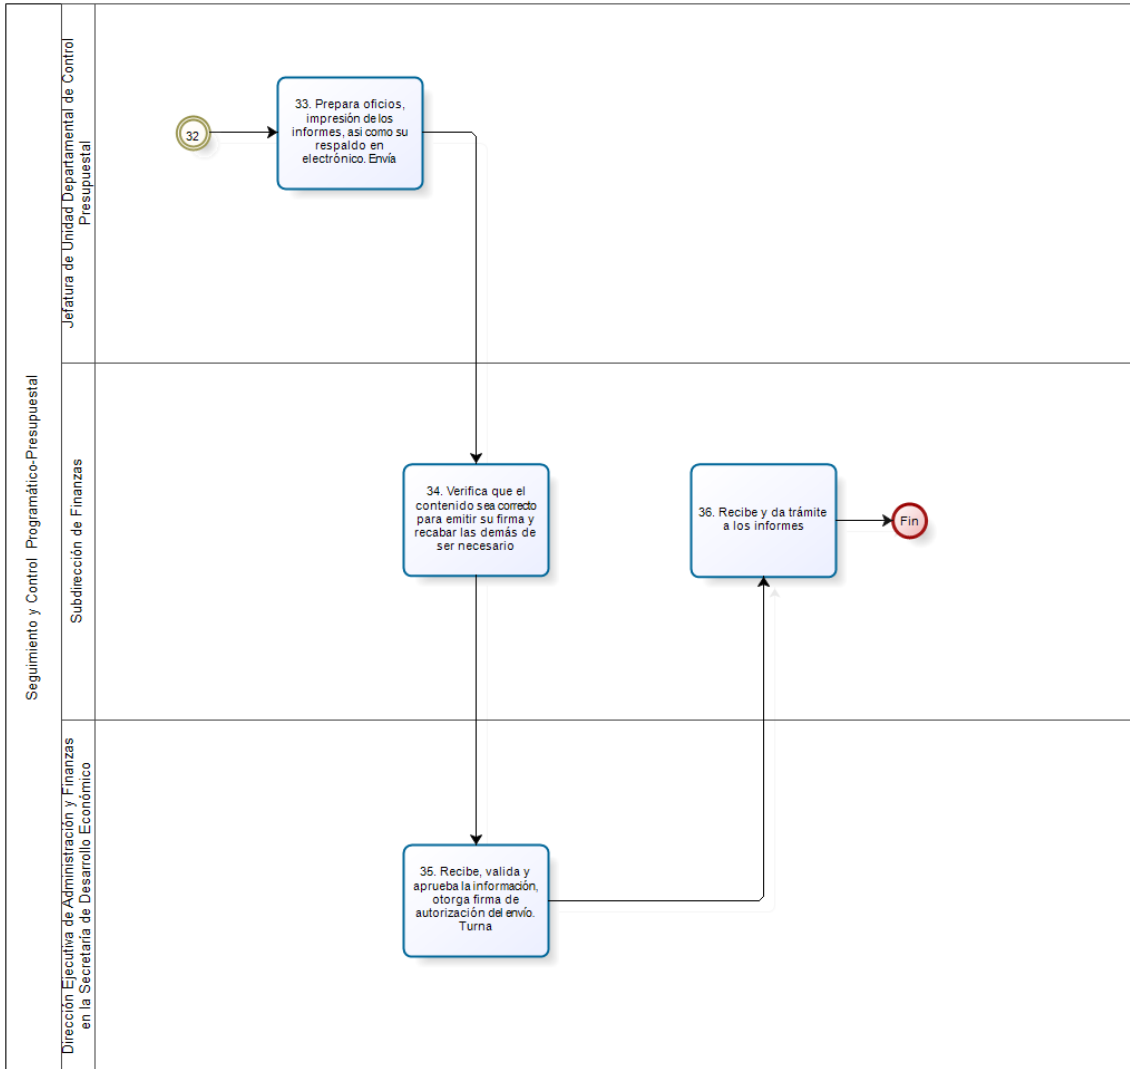 Seguimiento y Control Programático-Presupuestal
Jefatura de Unidad Departamental de Control
Presupuestal
32
33. Prepara oficios,
impresión de los
informes, asi como su
respaldo en
electrónico. Envía
Subdirección de Finanzas
34. Verifica que el
contenido sea correcto
para emitir su firma y
recabar las demás de
ser necesario
36. Recibe y da trámite
a los informes
Fin
Dirección Ejecutiva de Administración y Finanzas
en la Secretaría de Desarrollo Económico
35. Recibe, valida y
aprueba la información,
otorga firma de
autorización del envío.
Turna